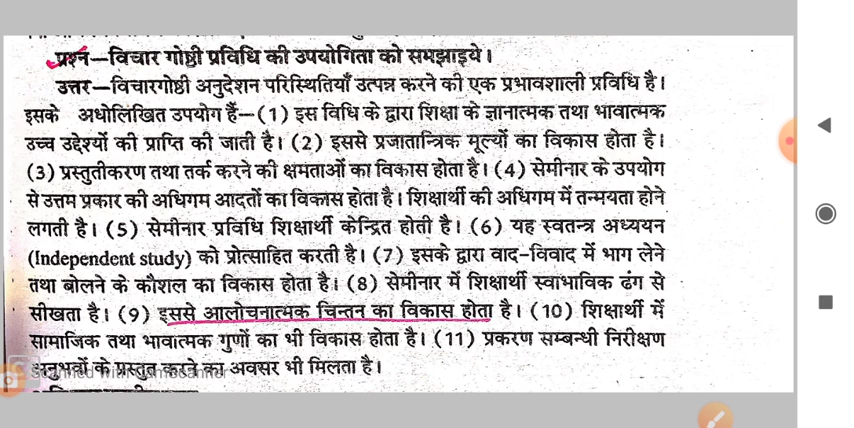 प्रश्न—विचार गोष्ठी प्रविधि की उपयोगिता को समझाइये।
उत्तर—विचारगोष्ठी अनुदेशन परिस्थितियाँ उत्पन्न करने की एक प्रभावशाली प्रविधि है।
इसके अधोलिखित उपयोग हैं—(1) इस विधि के द्वारा शिक्षा के ज्ञानात्मक तथा भावात्मक
उच्च उद्देश्यों की प्राप्ति की जाती है। (2) इससे प्रजातान्त्रिक मूल्यों का विकास होता है।
(3) प्रस्तुतीकरण तथा तर्क करने की क्षमताओं का विकास होता है। (4) सेमीनार के उपयोग
से उत्तम प्रकार की अधिगम आदतों का विकास होता है। शिक्षार्थी की अधिगम में तन्मयता होने
लगती है। (5) सेमीनार प्रविधि शिक्षार्थी केन्द्रित होती है। (6) यह स्वतन्त्र अध्ययन
(Independent study) को प्रोत्साहित करती है। (7) इसके द्वारा वाद-विवाद में भाग लेने
तथा बोलने के कौशल का विकास होता है। (8) सेमीनार में शिक्षार्थी स्वाभाविक ढंग से
सीखता है। (9) इससे आलोचनात्मक चिन्तन का विकास होता है। (10) शिक्षार्थी में
सामाजिक तथा भावात्मक गुणों का भी विकास होता है। (11) प्रकरण सम्बन्धी निरीक्षण
अनुभवों के प्रस्तुत करने का अवसर भी मिलता है।
Scanned with CamScanner